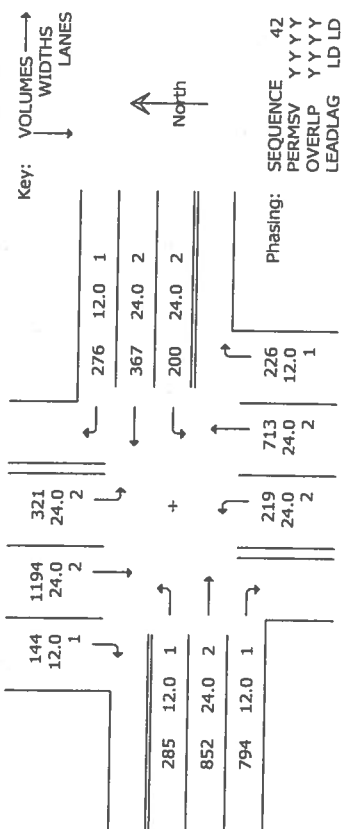 Key: VOLUMES
WIDTHS
LANES
North
144
12.0
1
1194
24.0
2
321
24.0
2
276 12.0 1
367 24.0 2
200 24.0 2
285 12.0 1
852 24.0 2
794 12.0 1
219
24.0
2
713
24.0
2
226
12.0
1
Phasing: SEQUENCE 42
PERMSV Y Y Y Y
OVERLP Y Y Y Y
LEADLAG LD LD